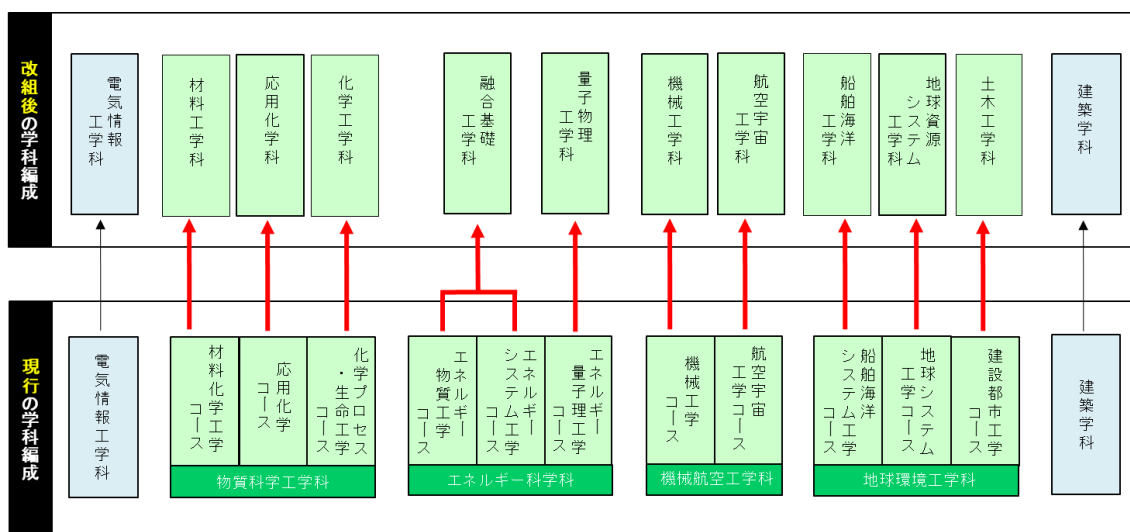 改組後の学科編成
電気情報
工学科
材料工学科
応用化学科
化学工学科
融合基礎
工学科
量子物理
工学科
機械工学科
航空宇宙
工学科
船舶海洋
工学科
地球資源
システム
工学科
土木工学科
建築学科
現行の学科編成
電気情報工学科
材料化学工学
コース
応用化学
コース
化学プロセス
・生命工学
コース
物質科学工学科
エネルギー
物質工学
コース
エネルギー
システム工学
コース
エネルギー
量子理工学
コース
エネルギー科学科
機械工学
コース
航空宇宙
工学コース
機械航空工学科
船舶海洋
システム工学
コース
地球システム
工学コース
建設都市工学
コース
地球環境工学科
建築学科